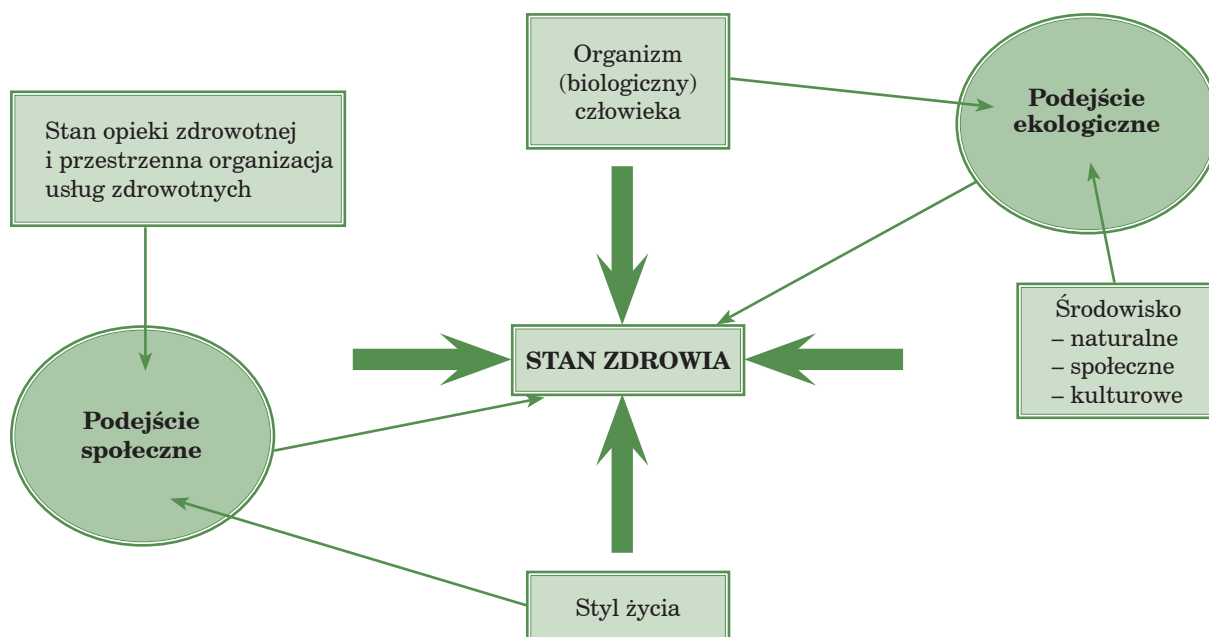 Organizm
(biologiczny)
człowieka
Podejście
ekologiczne
Stan opieki zdrowotnej
i przestrzenna organizacja
usług zdrowotnych
Środowisko
– naturalne
– społeczne
– kulturowe
STAN ZDROWIA
Podejście
społeczne
Styl życia